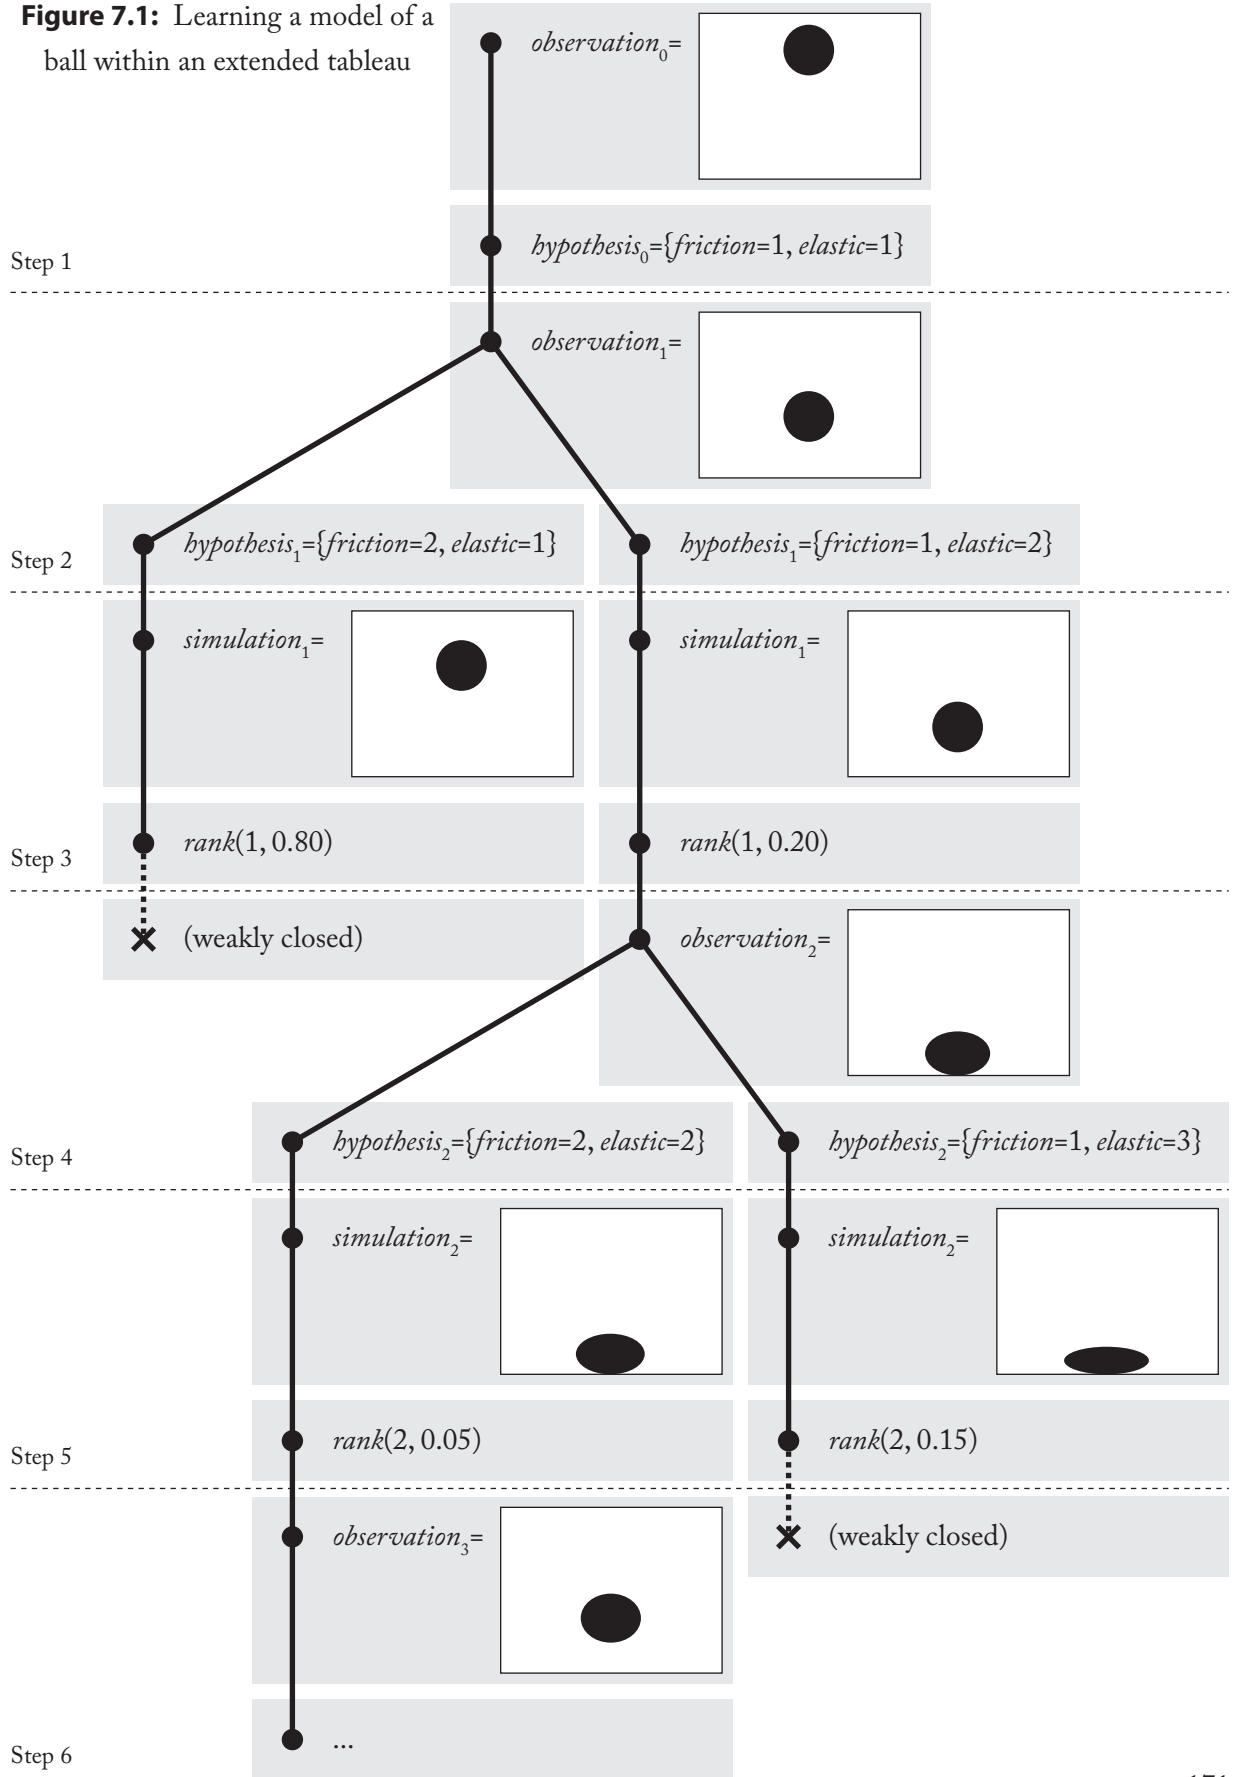 Figure 7.1: Learning a model of a
ball within an extended tableau
observation₀=
Step 1
hypothesis₀={friction=1, elastic=1}
observation₁=
Step 2
hypothesis₁={friction=2, elastic=1}
hypothesis₁={friction=1, elastic=2}
simulation₁=
simulation₁=
Step 3
rank(1, 0.80)
rank(1, 0.20)
(weakly closed)
observation₂=
Step 4
hypothesis₂={friction=2, elastic=2}
hypothesis₂={friction=1, elastic=3}
simulation₂=
simulation₂=
Step 5
rank(2, 0.05)
rank(2, 0.15)
observation₃=
(weakly closed)
Step 6
...